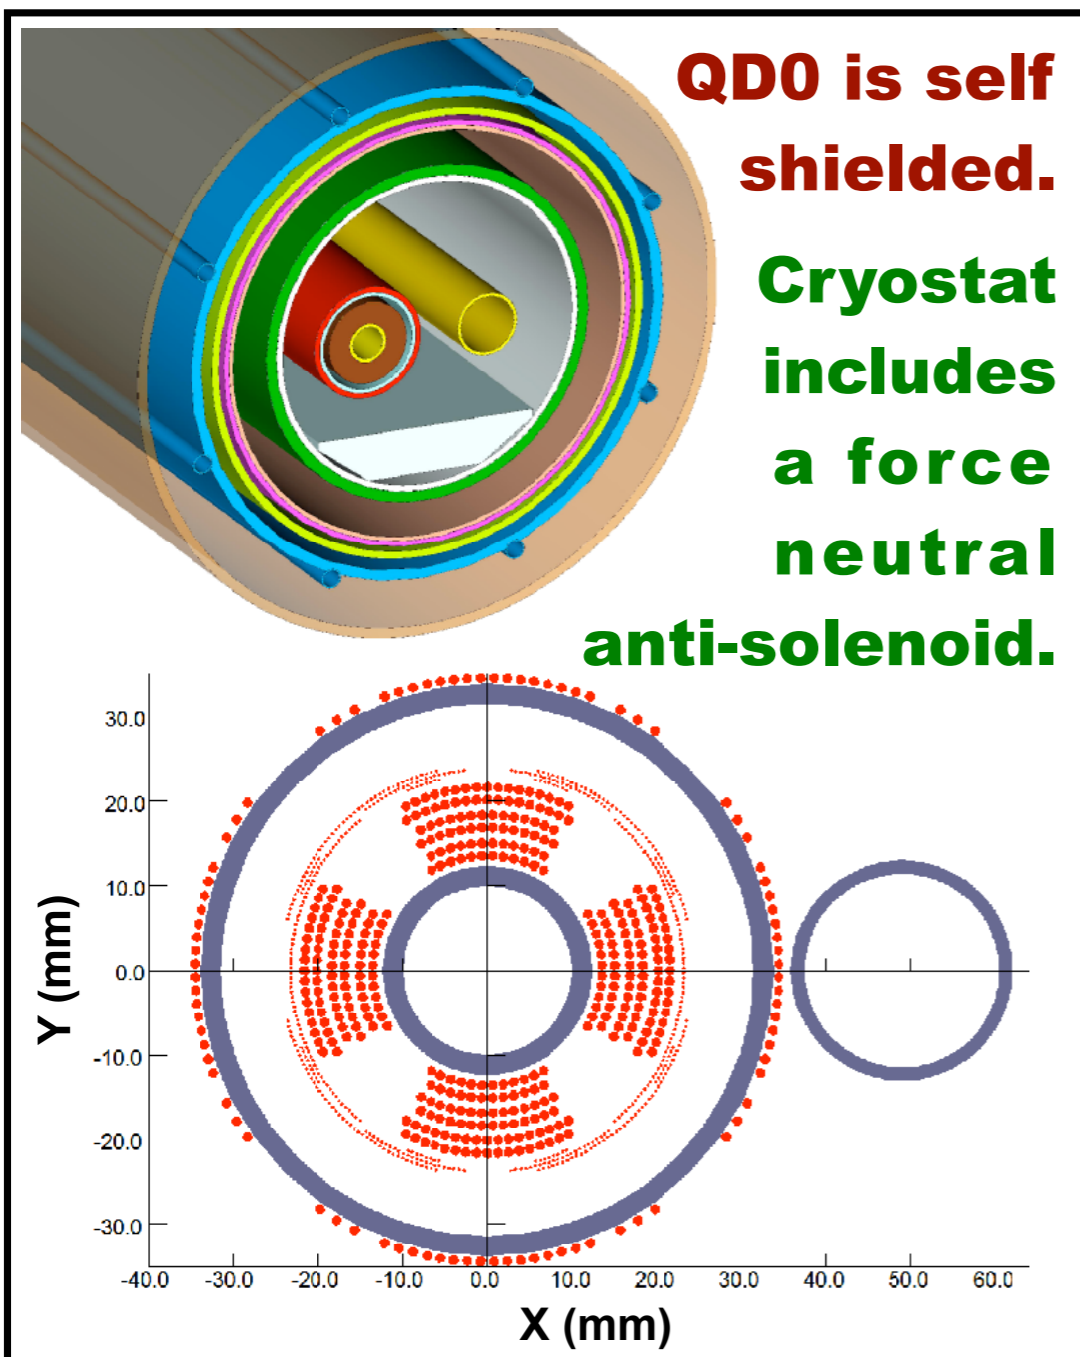 QD0 is self
shielded.
Cryostat
includes
a force
neutral
anti-solenoid.
30.0
20.0
10.0
0.0
-10.0
-20.0
-30.0
Y (mm)
-40.0 -30.0 -20.0 -10.0 0.0 10.0 20.0 30.0 40.0 50.0 60.0
X (mm)